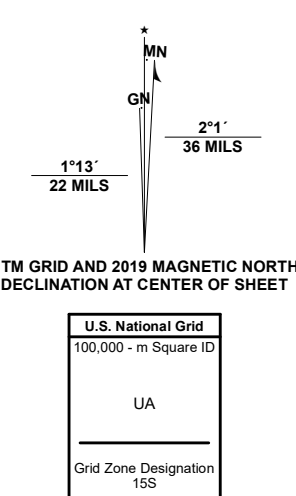 ★
MN
GN
2°1´
36 MILS
1°13´
22 MILS
TM GRID AND 2019 MAGNETIC NORTH
DECLINATION AT CENTER OF SHEET
U.S. National Grid
100,000 - m Square ID
UA
Grid Zone Designation
15S